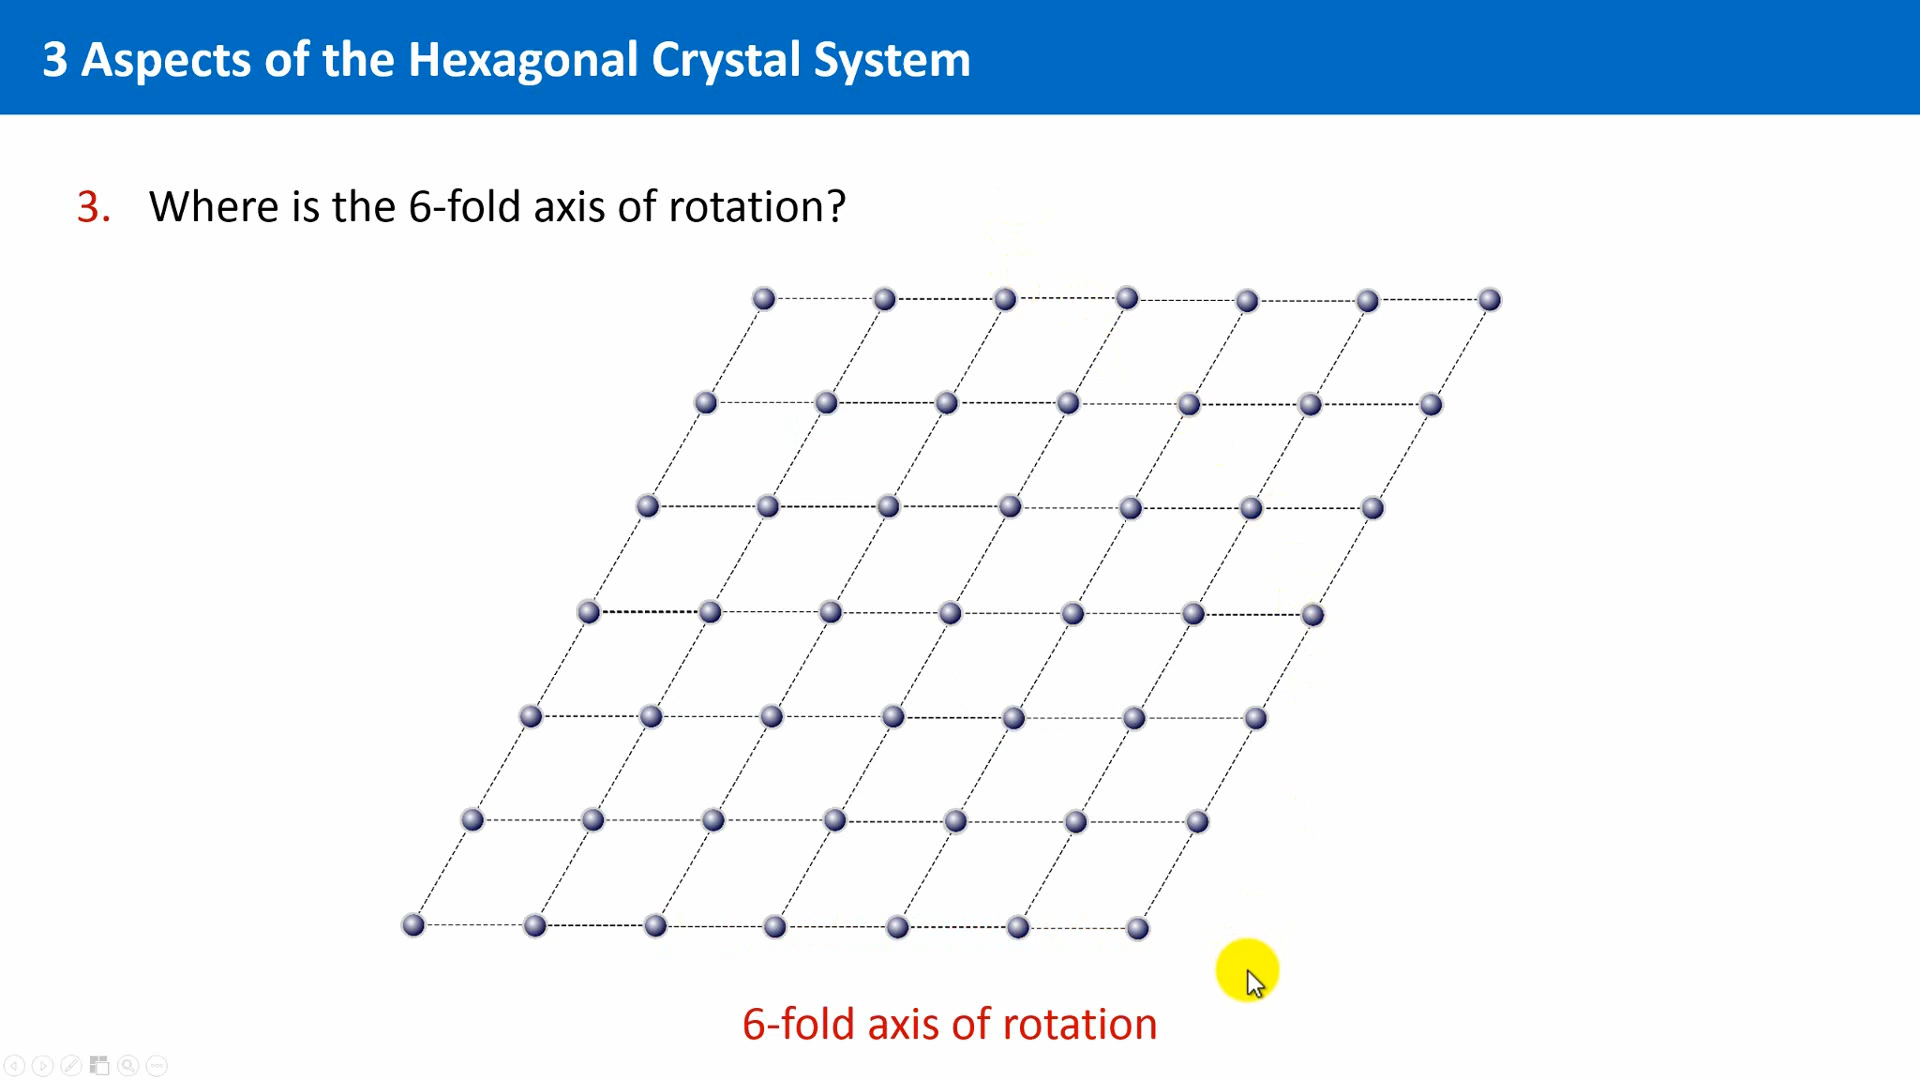 3 Aspects of the Hexagonal Crystal System
3. Where is the 6-fold axis of rotation?
6-fold axis of rotation